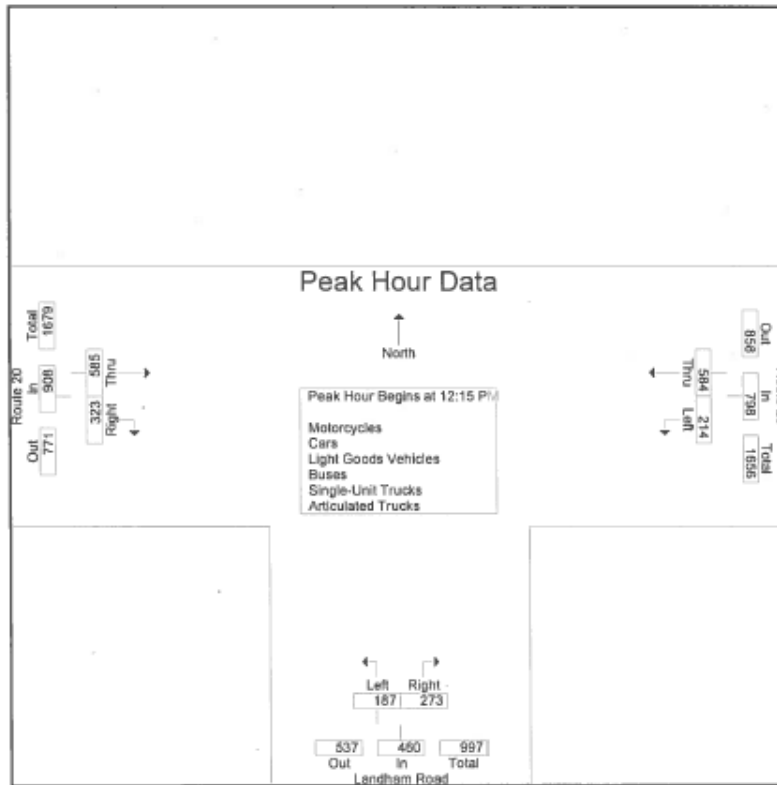 Peak Hour Data
North
Peak Hour Begins at 12:15 PM
Motorcycles
Cars
Light Goods Vehicles
Buses
Single-Unit Trucks
Articulated Trucks
Route 20
Total
1679
In
908
Out
771
585
Thru
323
Right
Out
858
In
798
Total
1656
584
Thru
214
Left
Left Right
187 273
537 460 997
Out In Total
Landham Road